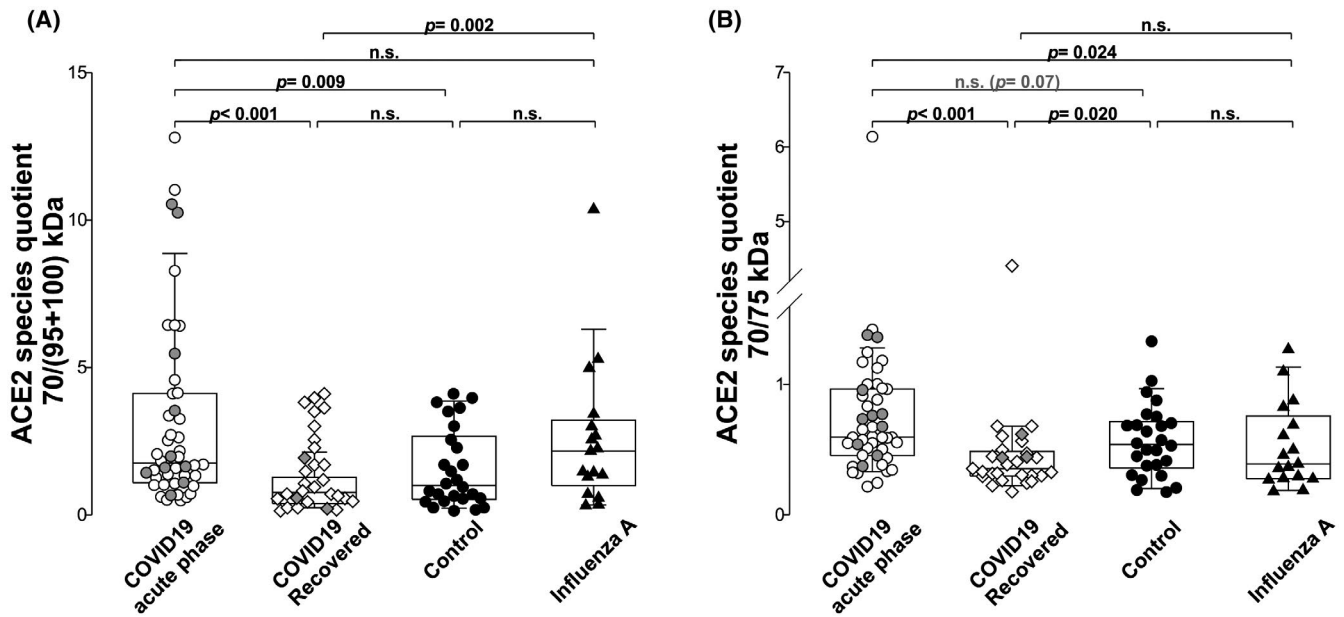 (A)
p= 0.002
n.s.
p= 0.009
p< 0.001
n.s.
n.s.
15
10
5
0
ACE2 species quotient
70/(95+100) kDa
COVID19
acute phase
COVID19
Recovered
Control
Influenza A
(B)
n.s.
p= 0.024
n.s. (p= 0.07)
p< 0.001
p= 0.020
n.s.
7
6
5
1
0
ACE2 species quotient
70/75 kDa
COVID19
acute phase
COVID19
Recovered
Control
Influenza A